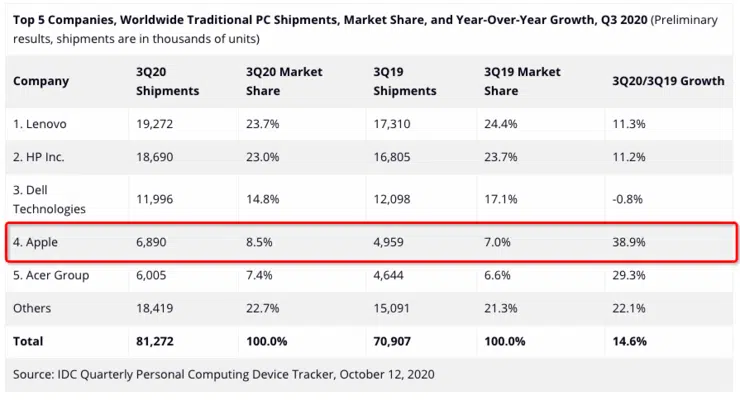 Top 5 Companies, Worldwide Traditional PC Shipments, Market Share, and Year-Over-Year Growth, Q3 2020 (Preliminary
results, shipments are in thousands of units)
Company 3Q20 Shipments 3Q20 Market Share 3Q19 Shipments 3Q19 Market Share 3Q20/3Q19 Growth
1. Lenovo 19,272 23.7% 17,310 24.4% 11.3%
2. HP Inc. 18,690 23.0% 16,805 23.7% 11.2%
3. Dell Technologies 11,996 14.8% 12,098 17.1% -0.8%
4. Apple 6,890 8.5% 4,959 7.0% 38.9%
5. Acer Group 6,005 7.4% 4,644 6.6% 29.3%
Others 18,419 22.7% 15,091 21.3% 22.1%
Total 81,272 100.0% 70,907 100.0% 14.6%
Source: IDC Quarterly Personal Computing Device Tracker, October 12, 2020